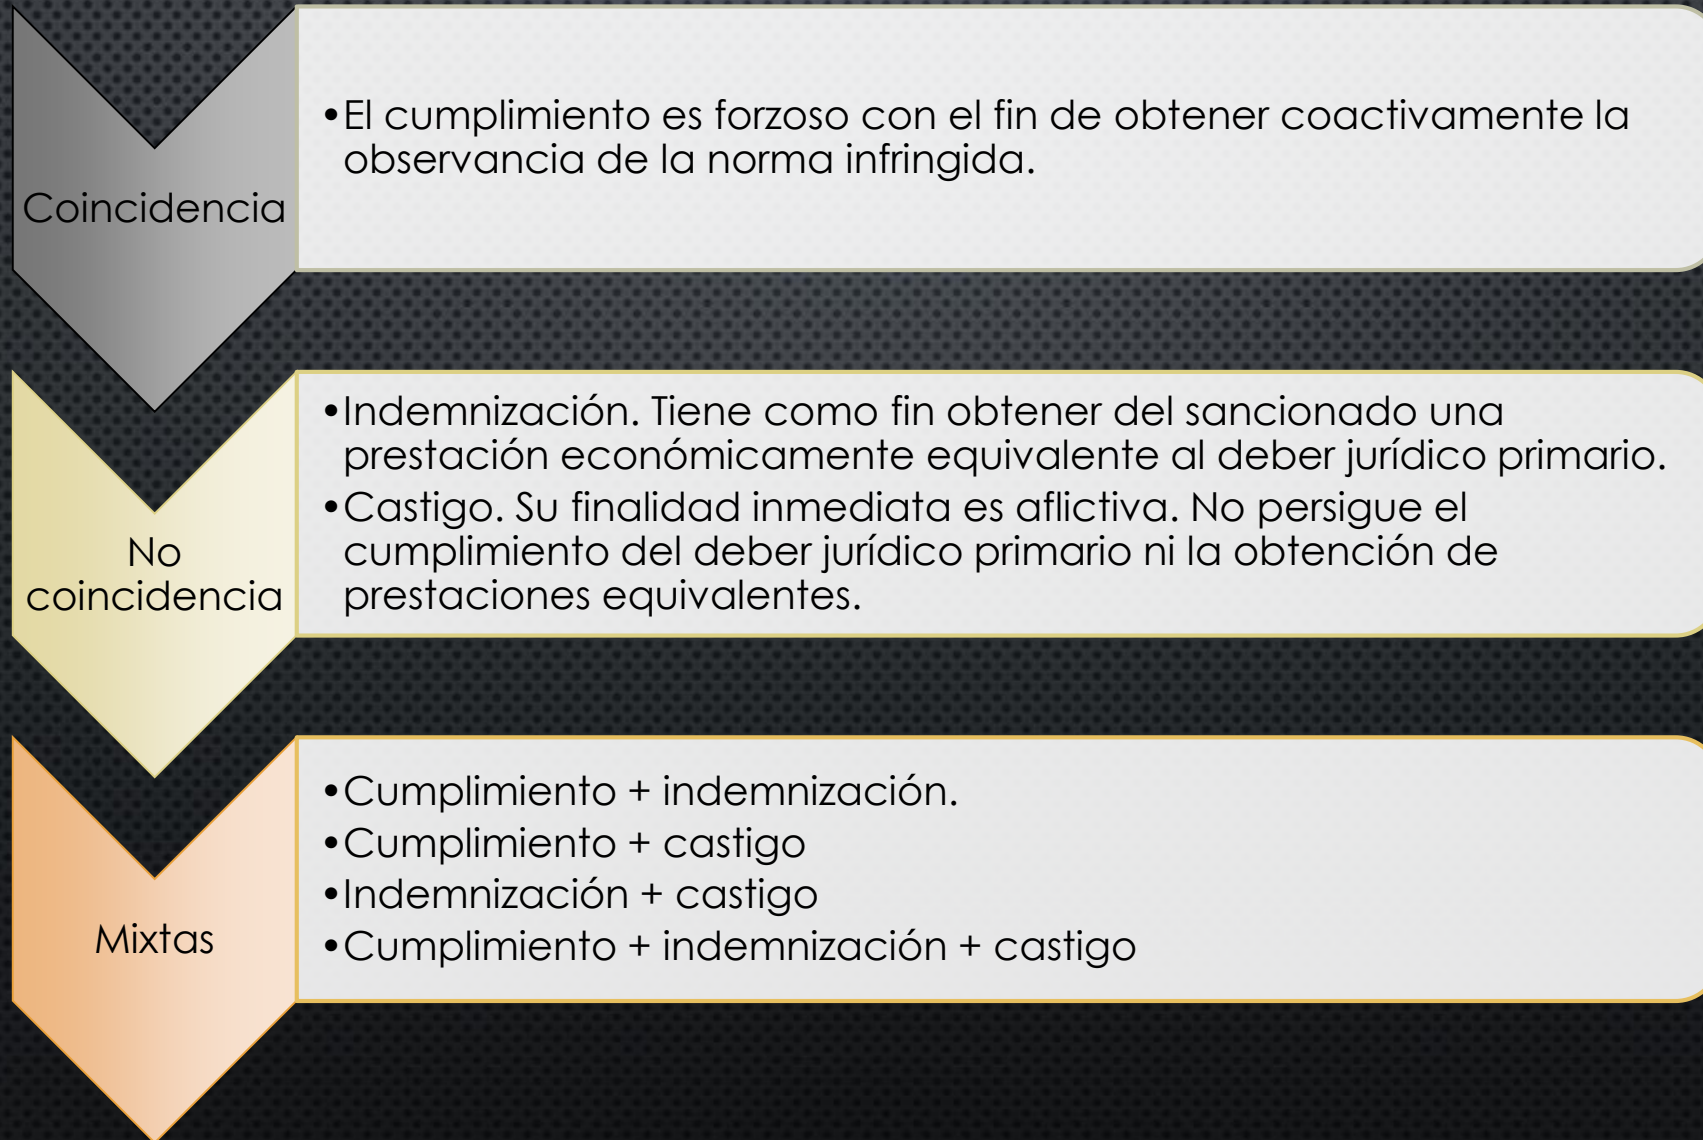 Coincidencia
•El cumplimiento es forzoso con el fin de obtener coactivamente la
observancia de la norma infringida.
No
coincidencia
•Indemnización. Tiene como fin obtener del sancionado una
prestación económicamente equivalente al deber jurídico primario.
•Castigo. Su finalidad inmediata es aflictiva. No persigue el
cumplimiento del deber jurídico primario ni la obtención de
prestaciones equivalentes.
Mixtas
•Cumplimiento + indemnización.
•Cumplimiento + castigo
•Indemnización + castigo
•Cumplimiento + indemnización + castigo